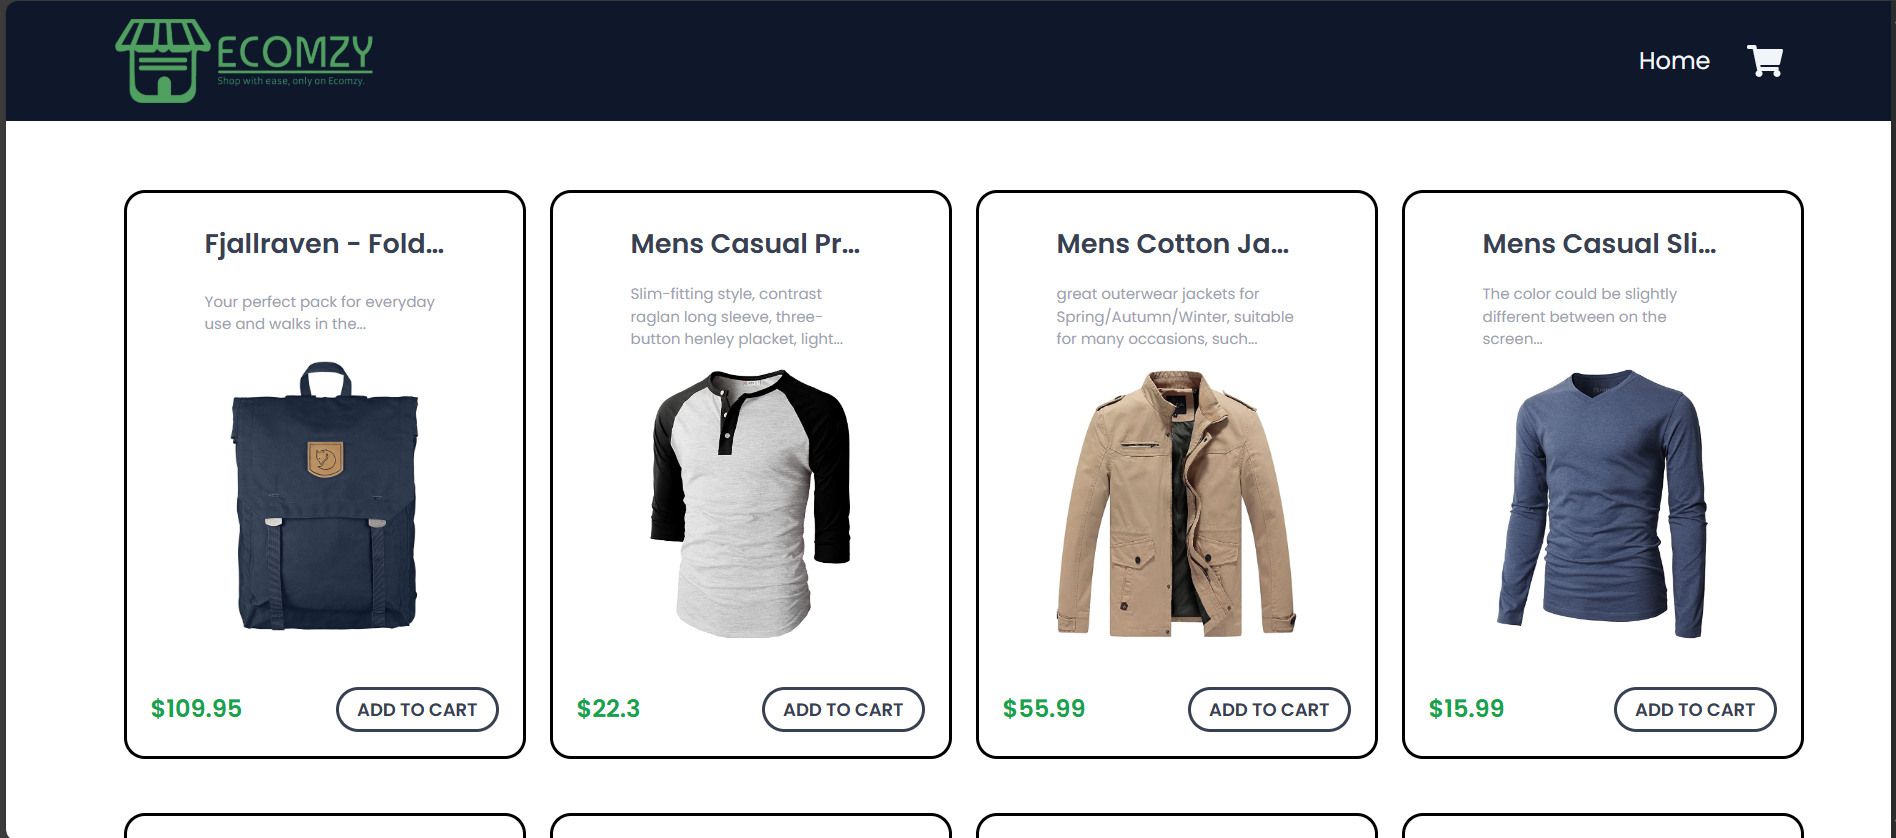 ECOMZY
Shop with ease, only on Ecomzy.
Home
Fjallraven - Fold...
Your perfect pack for everyday
use and walks in the...
$109.95
ADD TO CART
Mens Casual Pr...
Slim-fitting style, contrast
raglan long sleeve, three-
button henley placket, light...
$22.3
ADD TO CART
Mens Cotton Ja...
great outerwear jackets for
Spring/Autumn/Winter, suitable
for many occasions, such...
$55.99
ADD TO CART
Mens Casual Sli...
The color could be slightly
different between on the
screen...
$15.99
ADD TO CART